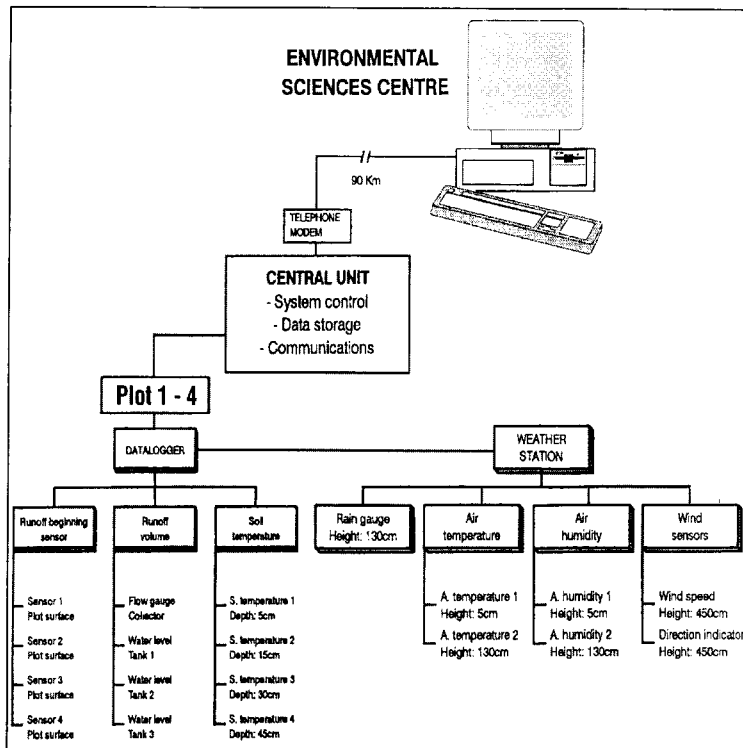 ENVIRONMENTAL
SCIENCES CENTRE
90 Km
TELEPHONE
MODEM
CENTRAL UNIT
- System control
- Data storage
- Communications
Plot 1 - 4
DATALOGGER
WEATHER
STATION
Runoff beginning
sensor
Runoff
volume
Soil
temperature
Rain gauge
Height: 130cm
Air
temperature
Air
humidity
Wind
sensors
Sensor 1
Plot surface
Sensor 2
Plot surface
Sensor 3
Plot surface
Sensor 4
Plot surface
Flow gauge
Collector
Water level
Tank 1
Water level
Tank 2
Water level
Tank 3
S. temperature 1
Depth: 5cm
S. temperature 2
Depth: 15cm
S. temperature 3
Depth: 30cm
S. temperature 4
Depth: 45cm
A. temperature 1
Height: 5cm
A. temperature 2
Height: 130cm
A. humidity 1
Height: 5cm
A. humidity 2
Height: 130cm
Wind speed
Height: 450cm
Direction indicator
Height: 450cm